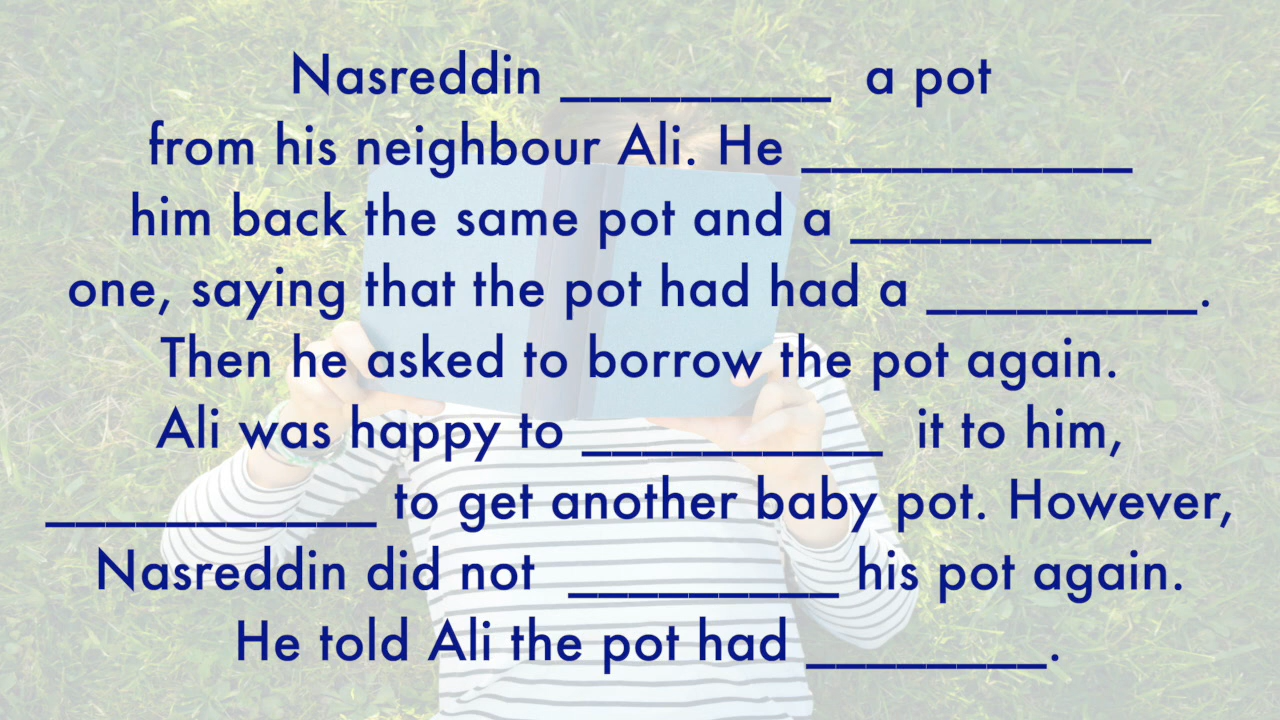 Nasreddin _________ a pot
from his neighbour Ali. He ___________
him back the same pot and a __________
one, saying that the pot had had a _________.
Then he asked to borrow the pot again.
Ali was happy to __________ it to him,
___________ to get another baby pot. However,
Nasreddin did not _________ his pot again.
He told Ali the pot had ________.